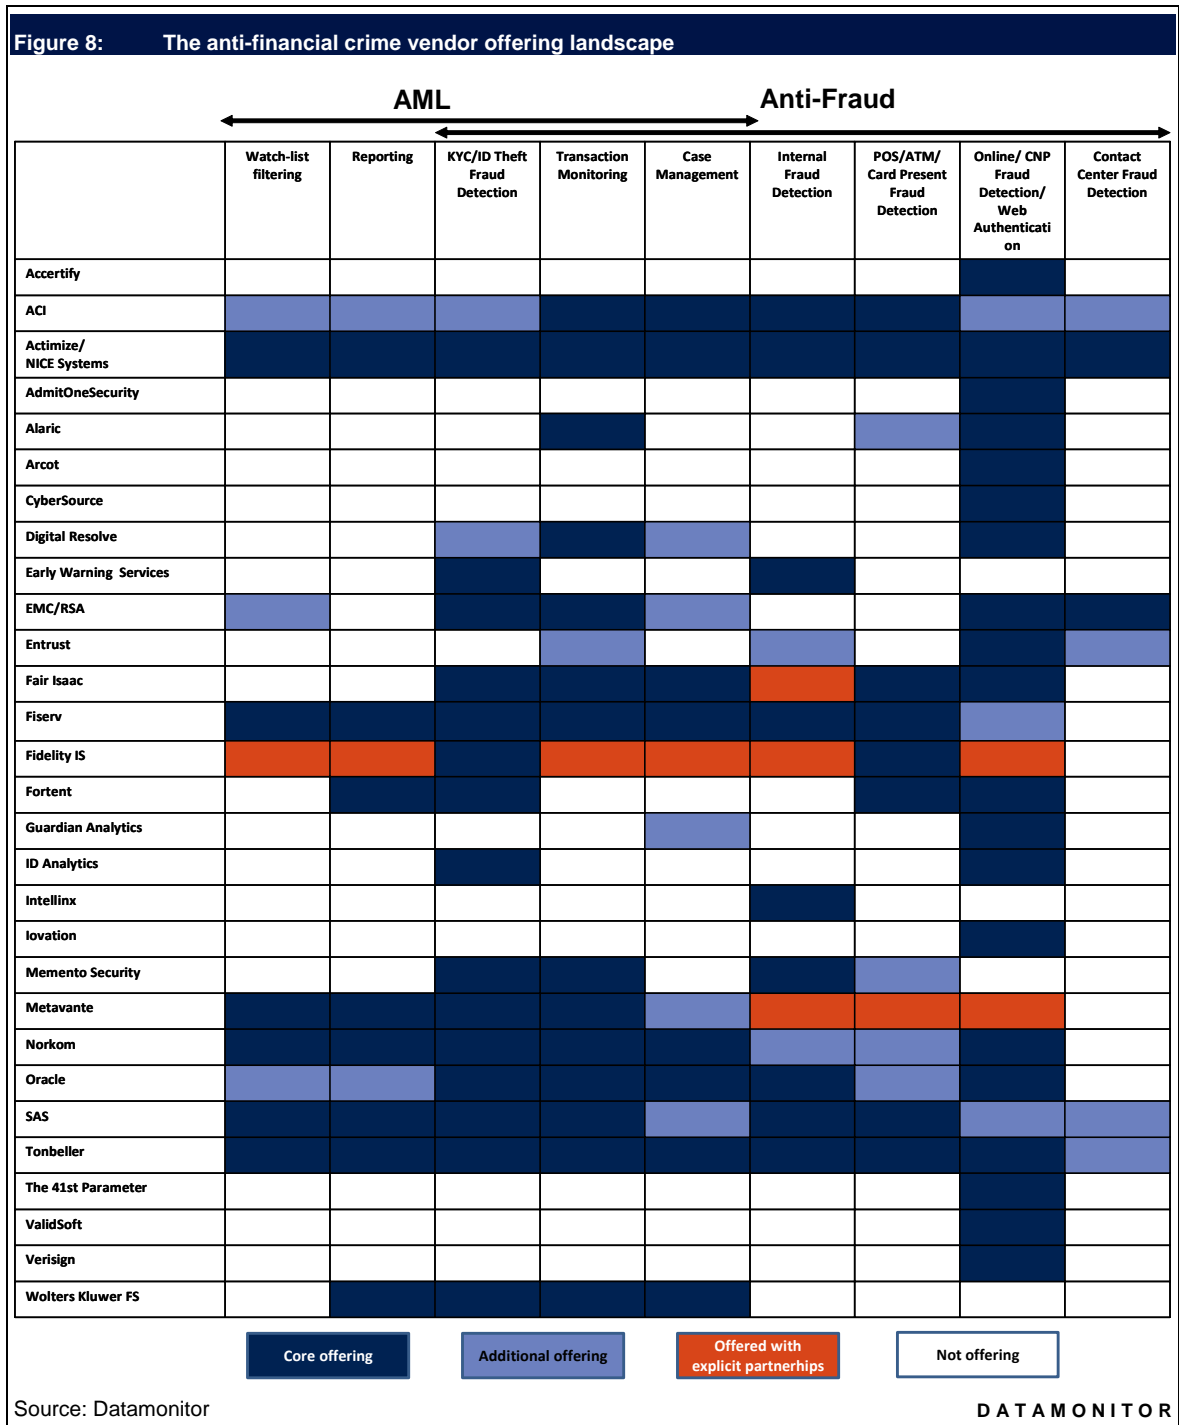 Figure 8: The anti-financial crime vendor offering landscape
AML
Anti-Fraud
Watch-list
filtering
Reporting
KYC/ID Theft
Fraud
Detection
Transaction
Monitoring
Case
Management
Internal
Fraud
Detection
POS/ATM/
Card Present
Fraud
Detection
Online/ CNP
Fraud
Detection/
Web
Authenticati
on
Contact
Center Fraud
Detection
Accertify
ACI
Actimize/
NICE Systems
AdmitOneSecurity
Alaric
Arcot
CyberSource
Digital Resolve
Early Warning Services
EMC/RSA
Entrust
Fair Isaac
Fiserv
Fidelity IS
Fortent
Guardian Analytics
ID Analytics
Intellinx
Iovation
Memento Security
Metavante
Norkom
Oracle
SAS
Tonbeller
The 41st Parameter
ValidSoft
Verisign
Wolters Kluwer FS
Core offering
Additional offering
Offered with
explicit partnerhips
Not offering
Source: Datamonitor
DATAMONITOR